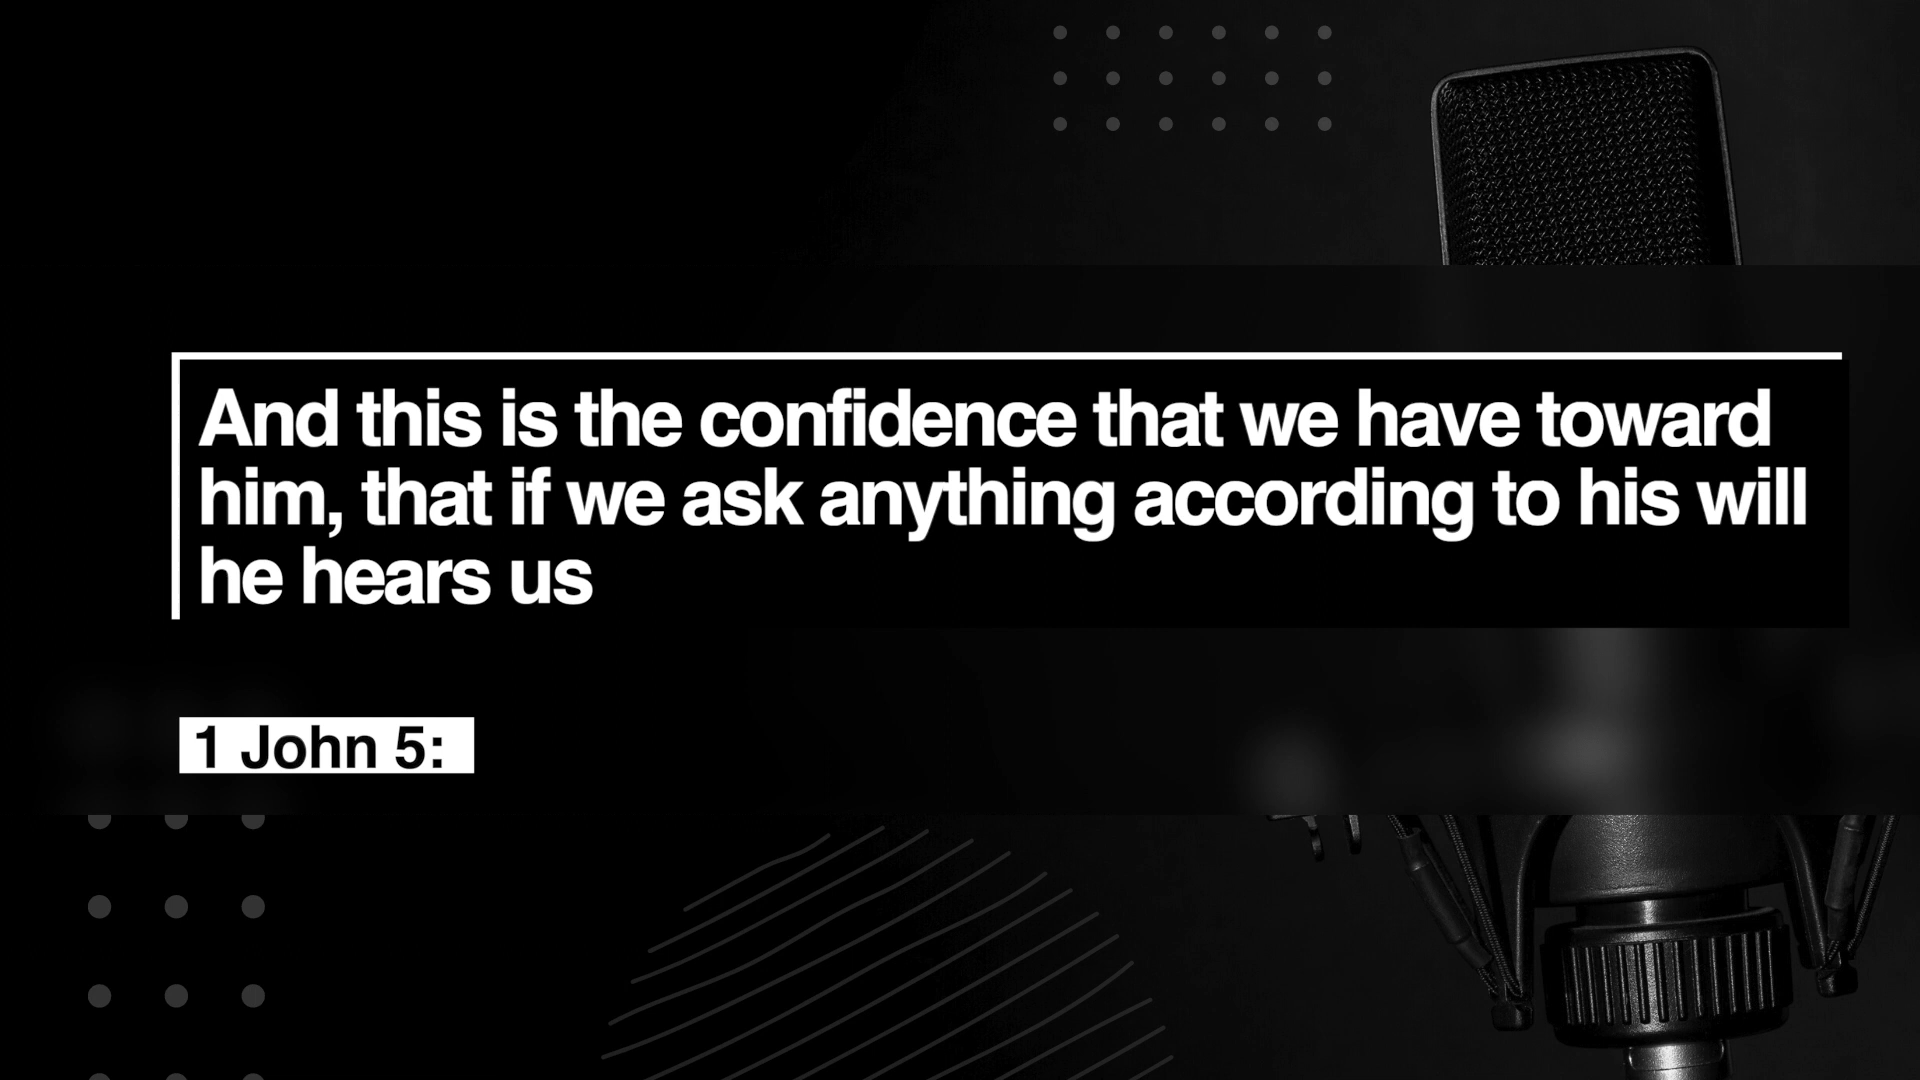 And this is the confidence that we have toward
him, that if we ask anything according to his will
he hears us
1 John 5: